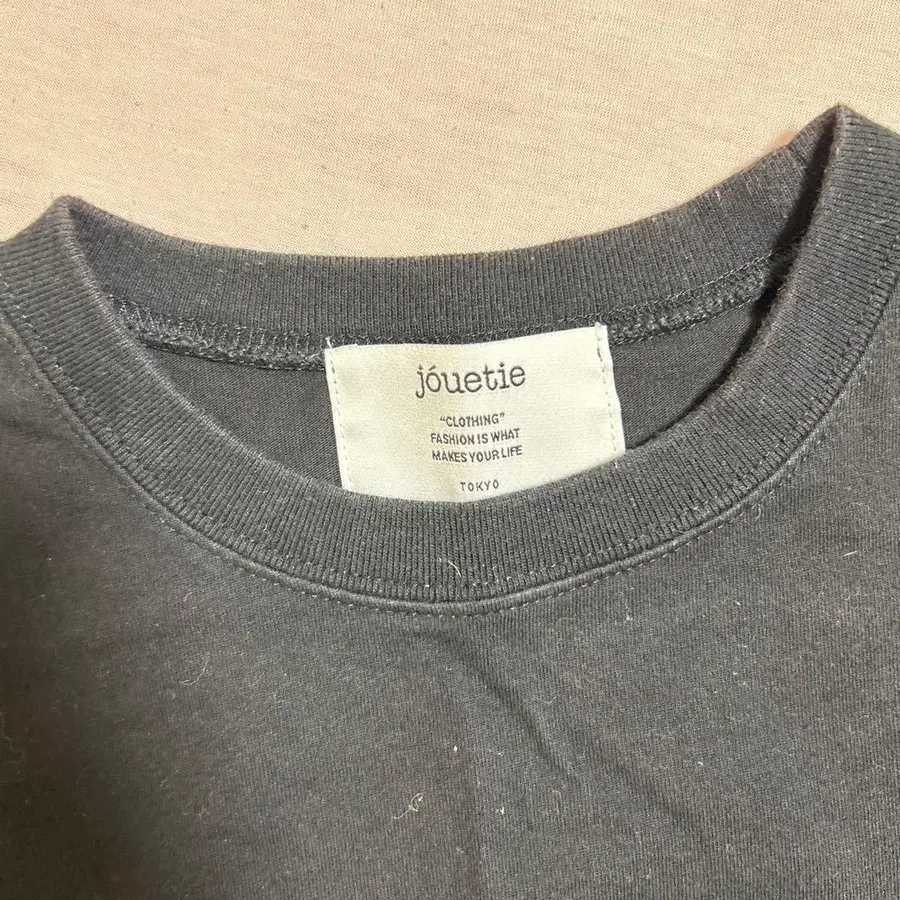 jóuetie
“CLOTHING”
FASHION IS WHAT
MAKES YOUR LIFE
TOKYO